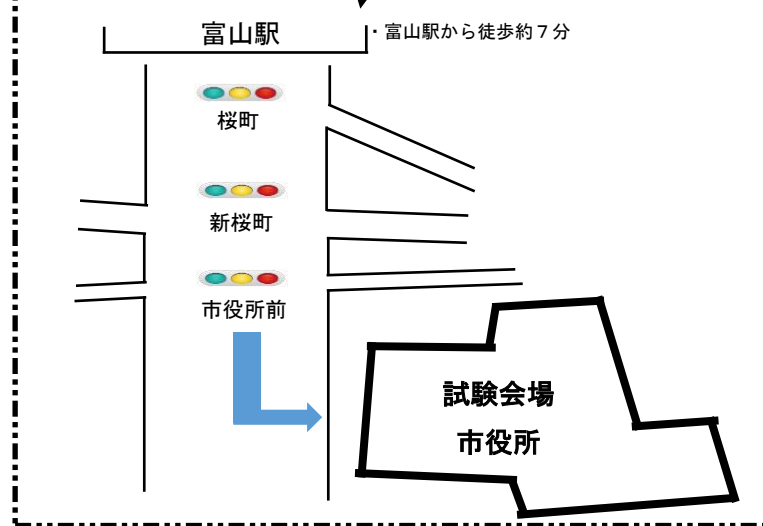 富山駅
・富山駅から徒歩約７分
桜町
新桜町
市役所前
試験会場
市役所